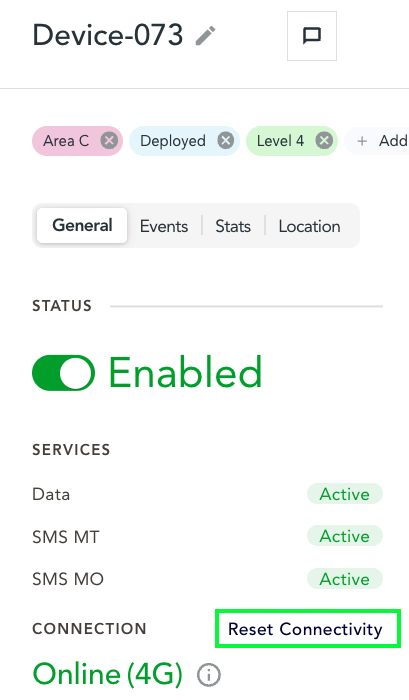 Device-073
Area C Deployed Level 4 + Add
General Events Stats Location
STATUS
Enabled
SERVICES
Data Active
SMS MT Active
SMS MO Active
CONNECTION Reset Connectivity
Online (4G)